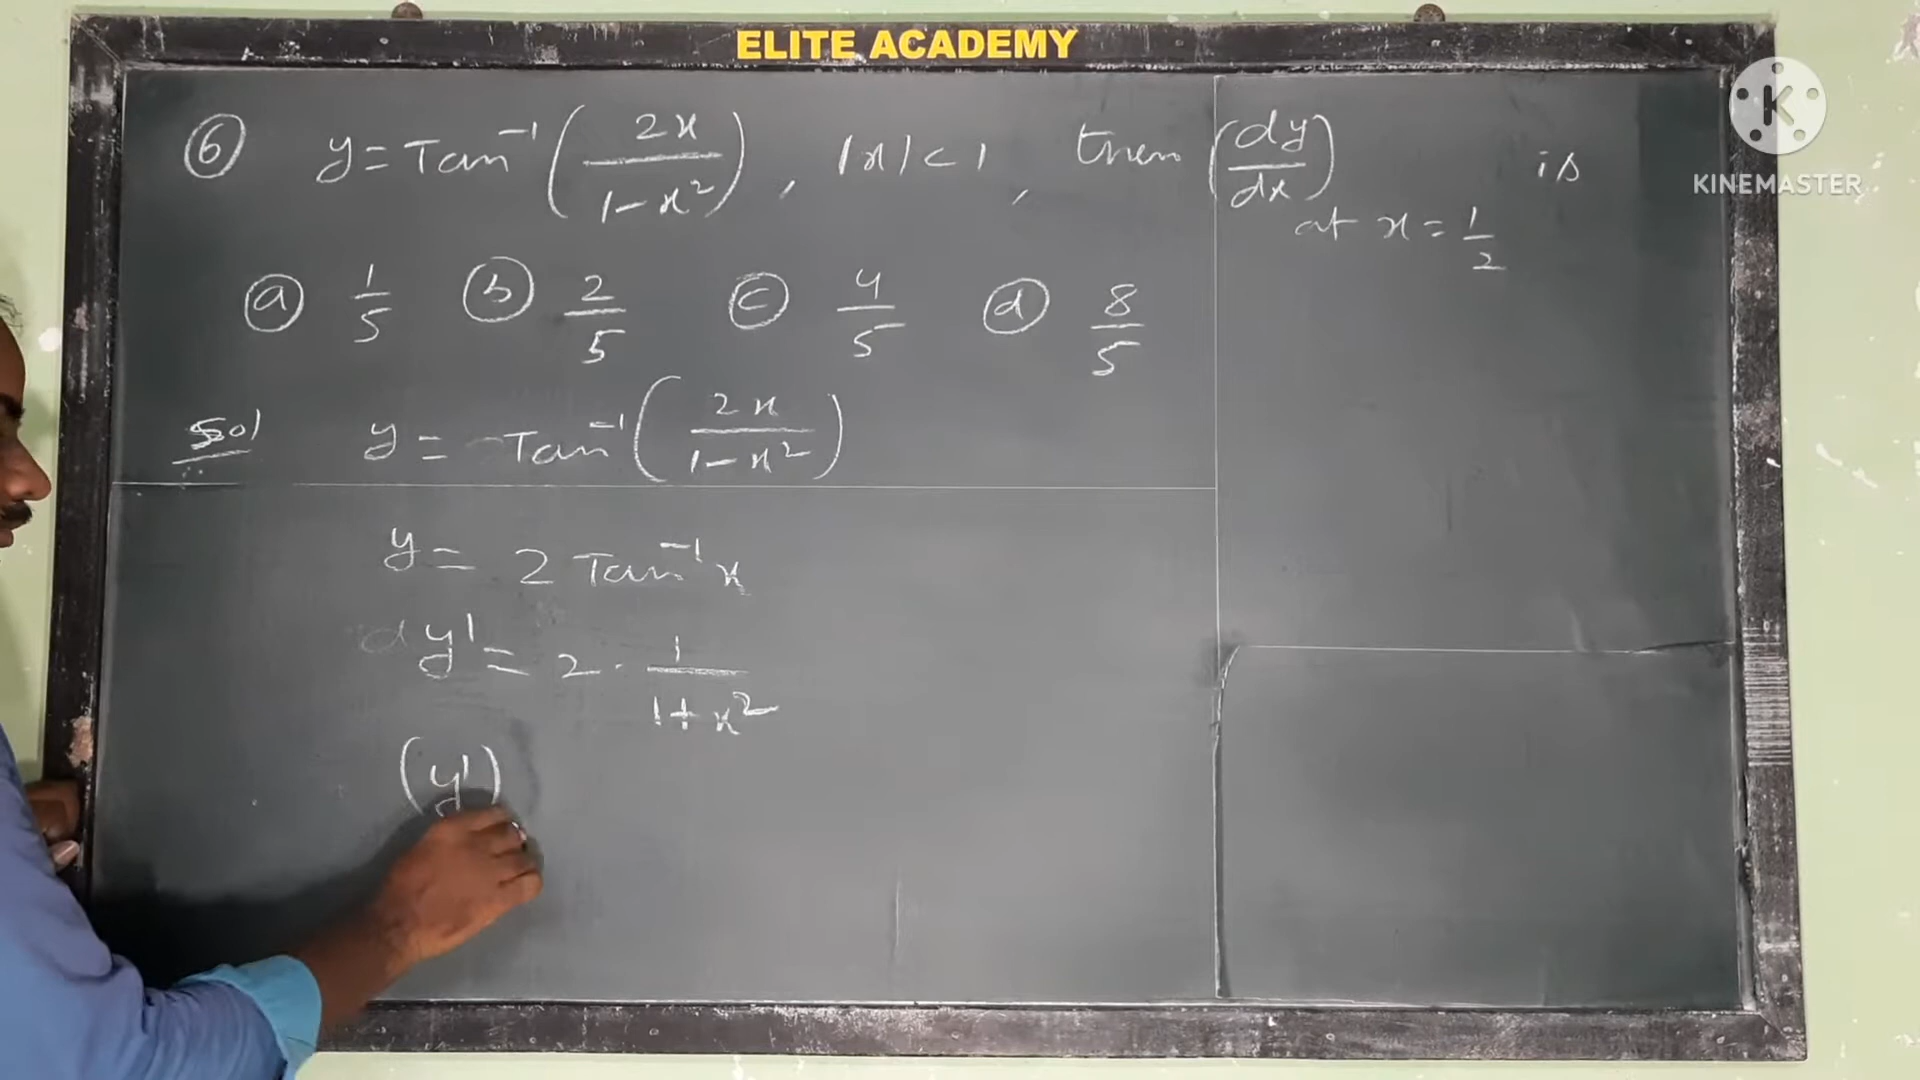 ELITE ACADEMY
KINEMASTER
6 y = Tan⁻¹(2x / 1-x²), |x| < 1, then (dy/dx) at x = 1/2 is
a 1/5 b 2/5 c 4/5 d 8/5
Sol y = Tan⁻¹(2x / 1-x²)
y = 2 Tan⁻¹x
y' = 2 · 1 / 1+x²
(y')